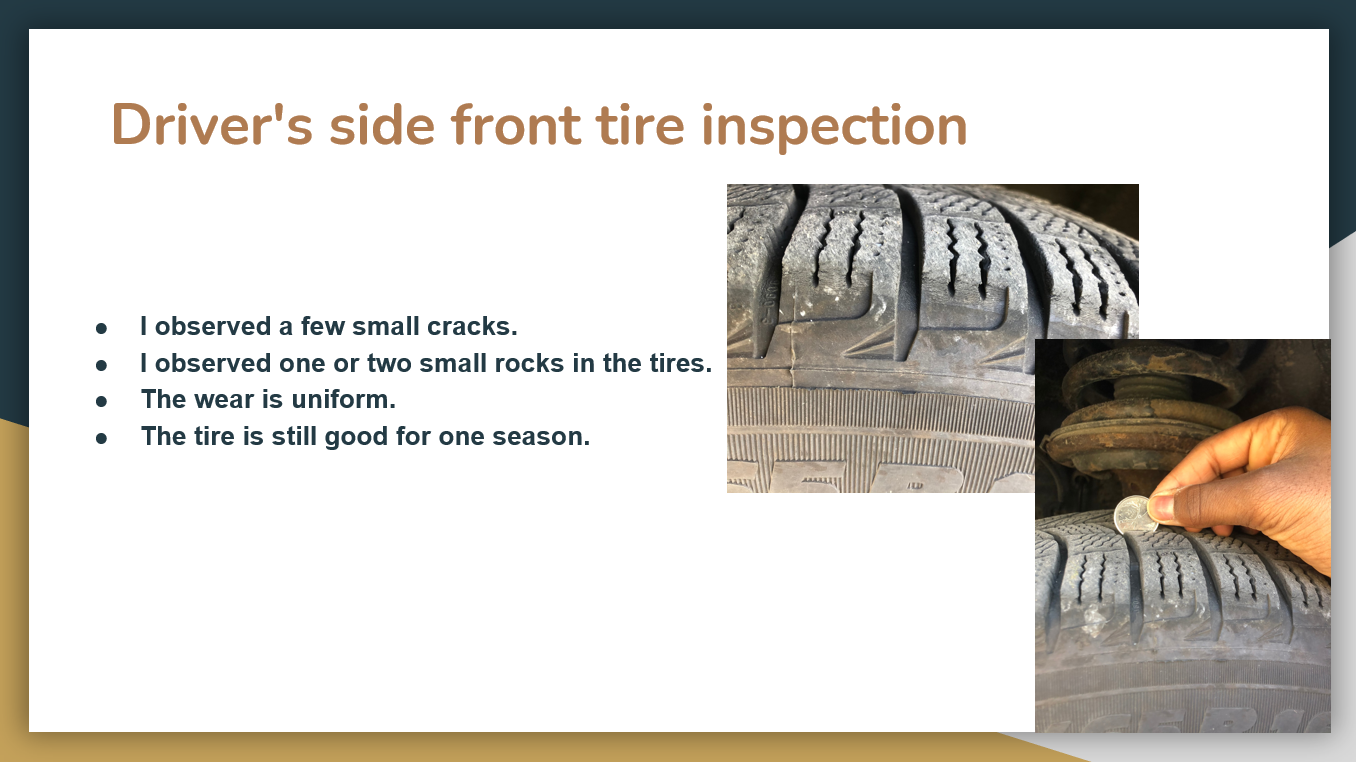 Driver's side front tire inspection
● I observed a few small cracks.
● I observed one or two small rocks in the tires.
● The wear is uniform.
● The tire is still good for one season.